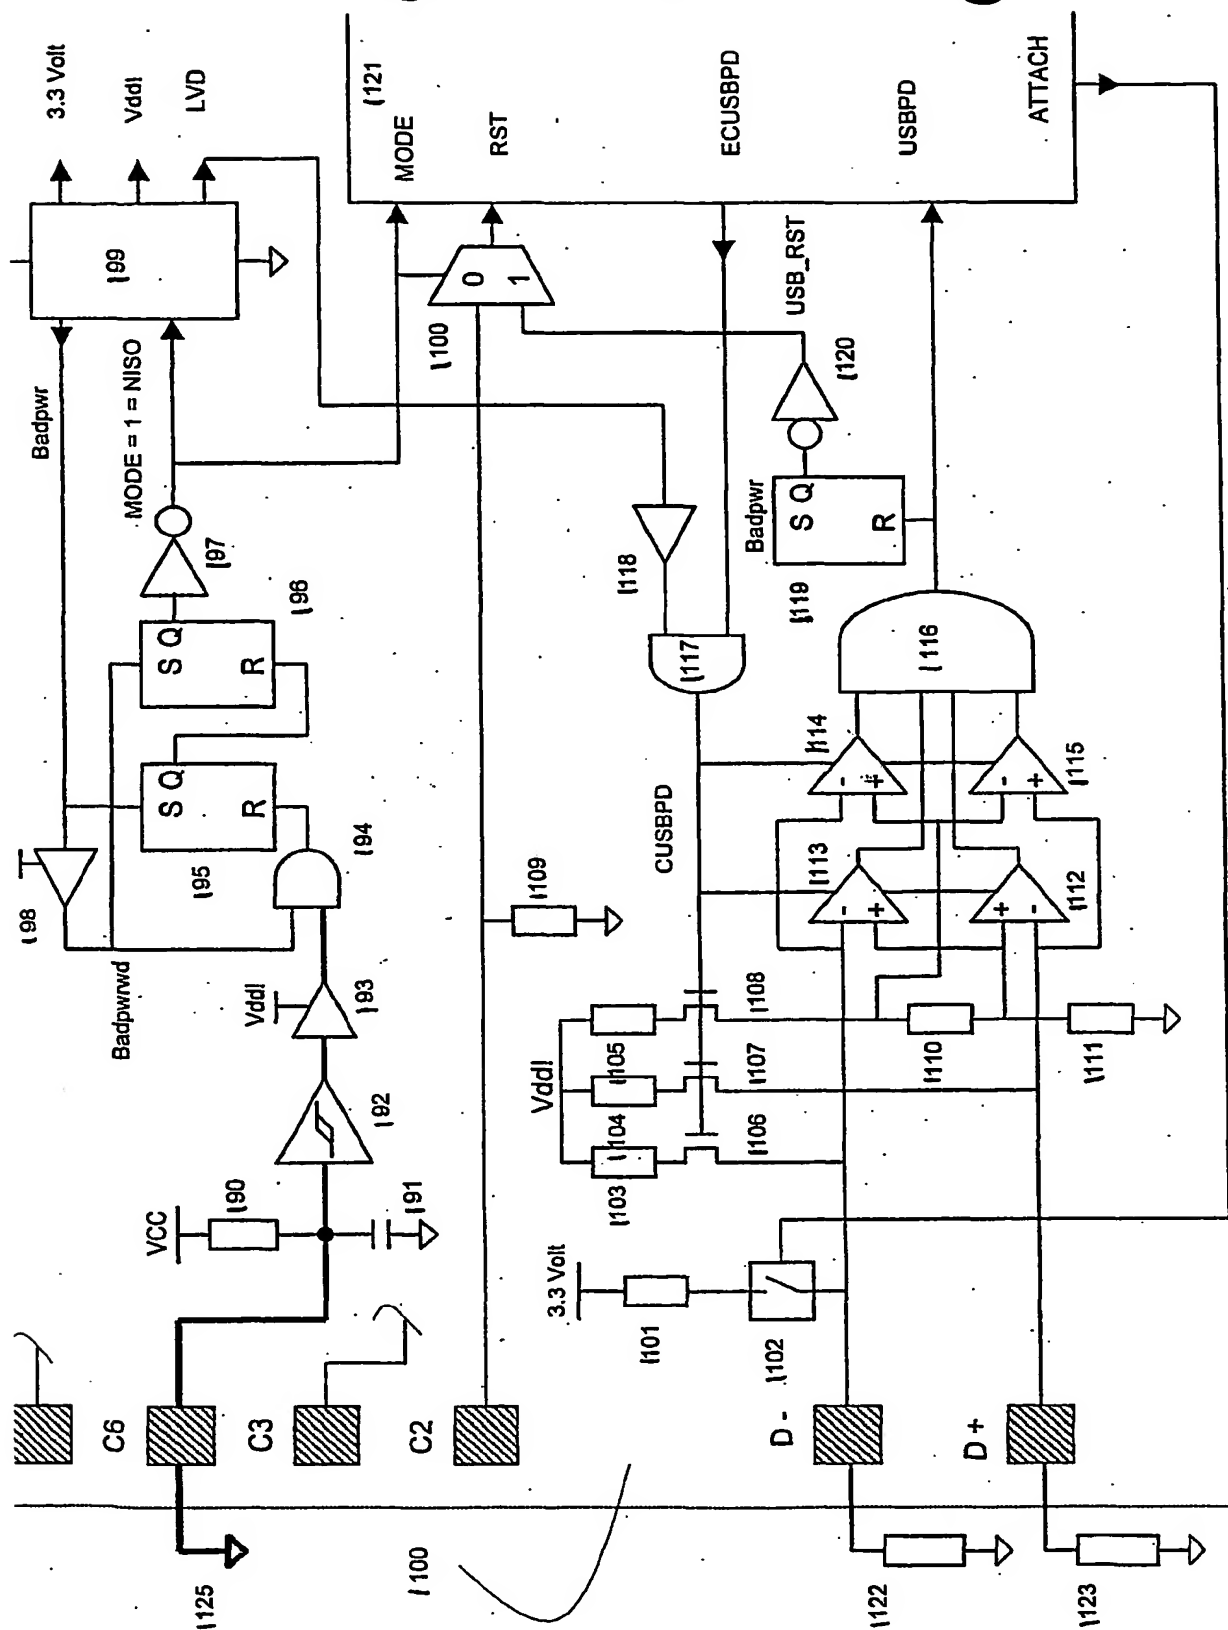 3.3 Volt
Vddl
LVD
I99
Badpwr
MODE = 1 = NISO
I97
S Q
R
I96
S Q
R
I95
I98
I94
Badpwrwd
Vddl
I93
I92
VCC
I90
I91
C6
C3
C2
I125
I100
I121
MODE
RST
ECUSBPD
USBPD
ATTACH
0
1
I100
USB_RST
I120
Badpwr
S Q
R
I119
I118
I117
I116
CUSBPD
I114
- +
- +
I115
I113
- +
+ -
I112
I109
Vddl
I105
I104
I103
I108
I107
I106
I110
I111
3.3 Volt
I101
I102
D -
D +
I122
I123